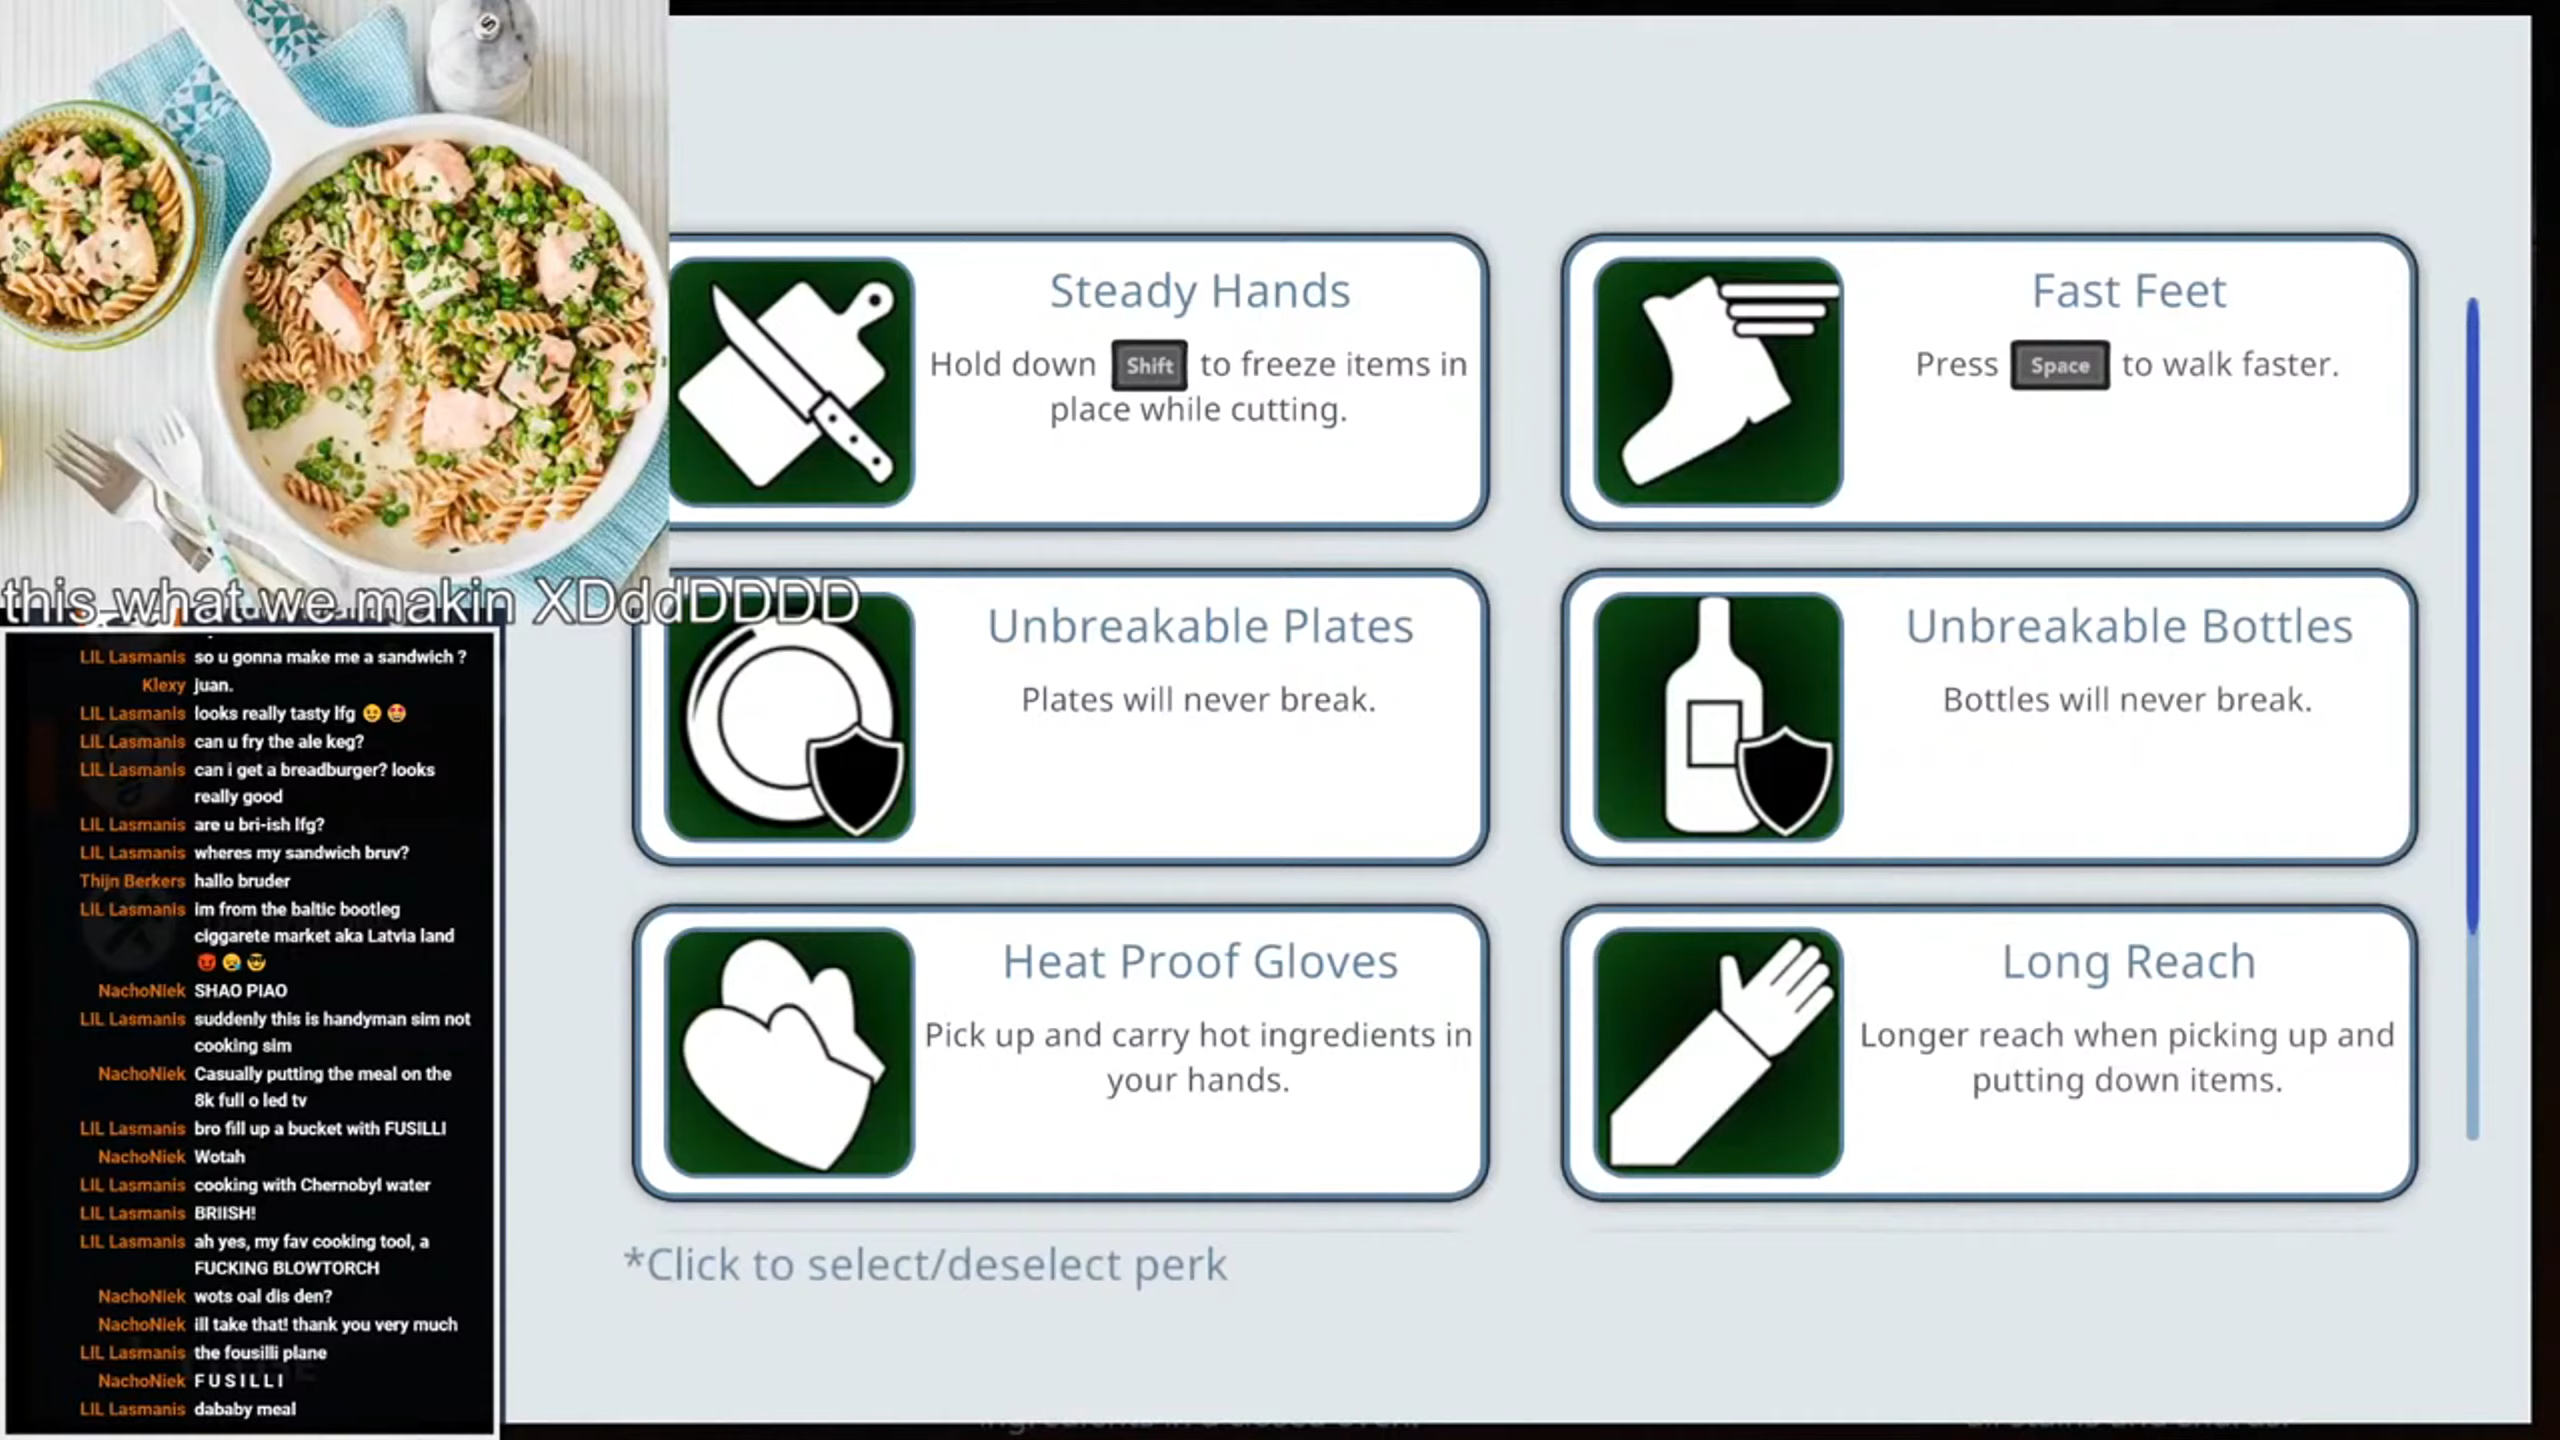 S
this what we makin XDddDDDD
LIL Lasmanis so u gonna make me a sandwich ?
Klexy juan.
LIL Lasmanis looks really tasty lfg 😉 🤩
LIL Lasmanis can u fry the ale keg?
LIL Lasmanis can i get a breadburger? looks
really good
LIL Lasmanis are u bri-ish lfg?
LIL Lasmanis wheres my sandwich bruv?
Thijn Berkers hallo bruder
LIL Lasmanis im from the baltic bootleg
ciggarete market aka Latvia land
😡 😪 😎
NachoNiek SHAO PIAO
LIL Lasmanis suddenly this is handyman sim not
cooking sim
NachoNiek Casually putting the meal on the
8k full o led tv
LIL Lasmanis bro fill up a bucket with FUSILLI
NachoNiek Wotah
LIL Lasmanis cooking with Chernobyl water
LIL Lasmanis BRIISH!
LIL Lasmanis ah yes, my fav cooking tool, a
FUCKING BLOWTORCH
NachoNiek wots oal dis den?
NachoNiek ill take that! thank you very much
LIL Lasmanis the fousilli plane
NachoNiek F U S I L L I
LIL Lasmanis dababy meal
Steady Hands
Hold down Shift to freeze items in
place while cutting.
Fast Feet
Press Space to walk faster.
Unbreakable Plates
Plates will never break.
Unbreakable Bottles
Bottles will never break.
Heat Proof Gloves
Pick up and carry hot ingredients in
your hands.
Long Reach
Longer reach when picking up and
putting down items.
*Click to select/deselect perk